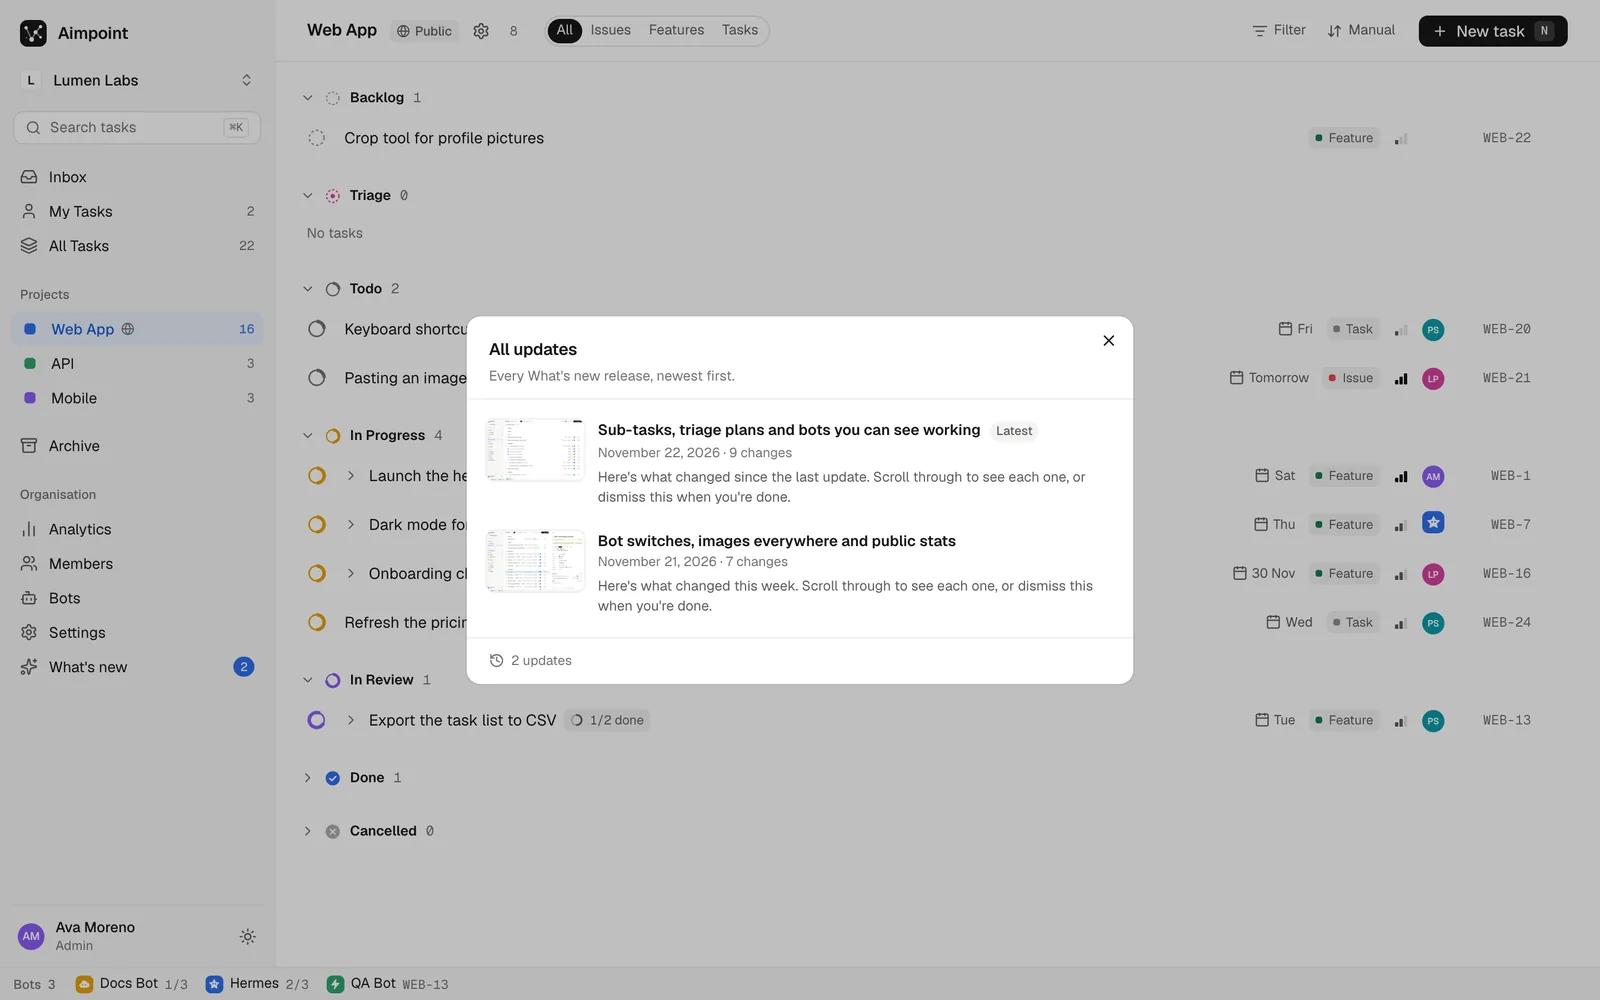 Aimpoint
L Lumen Labs
Search tasks ⌘K
Inbox
My Tasks 2
All Tasks 22
Projects
Web App 16
API 3
Mobile 3
Archive
Organisation
Analytics
Members
Bots
Settings
What's new 2
AM Ava Moreno
Admin
Web App Public 8 All Issues Features Tasks Filter Manual + New task N
Backlog 1
Crop tool for profile pictures Feature WEB-22
Triage 0
No tasks
Todo 2
Keyboard shortcu Fri Task PS WEB-20
Pasting an image Tomorrow Issue LP WEB-21
In Progress 4
Launch the he Sat Feature AM WEB-1
Dark mode fo Thu Feature WEB-7
Onboarding ch 30 Nov Feature LP WEB-16
Refresh the pricin Wed Task PS WEB-24
In Review 1
Export the task list to CSV 1/2 done Tue Feature PS WEB-13
Done 1
Cancelled 0
All updates
Every What's new release, newest first.
Sub-tasks, triage plans and bots you can see working Latest
November 22, 2026 · 9 changes
Here's what changed since the last update. Scroll through to see each one, or
dismiss this when you're done.
Bot switches, images everywhere and public stats
November 21, 2026 · 7 changes
Here's what changed this week. Scroll through to see each one, or dismiss this
when you're done.
2 updates
Bots 3 Docs Bot 1/3 Hermes 2/3 QA Bot WEB-13